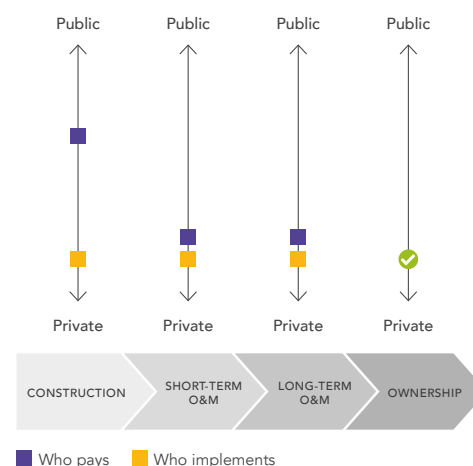 Public Public Public Public
Private Private Private Private
CONSTRUCTION
SHORT-TERM
O&M
LONG-TERM
O&M
OWNERSHIP
Who pays Who implements